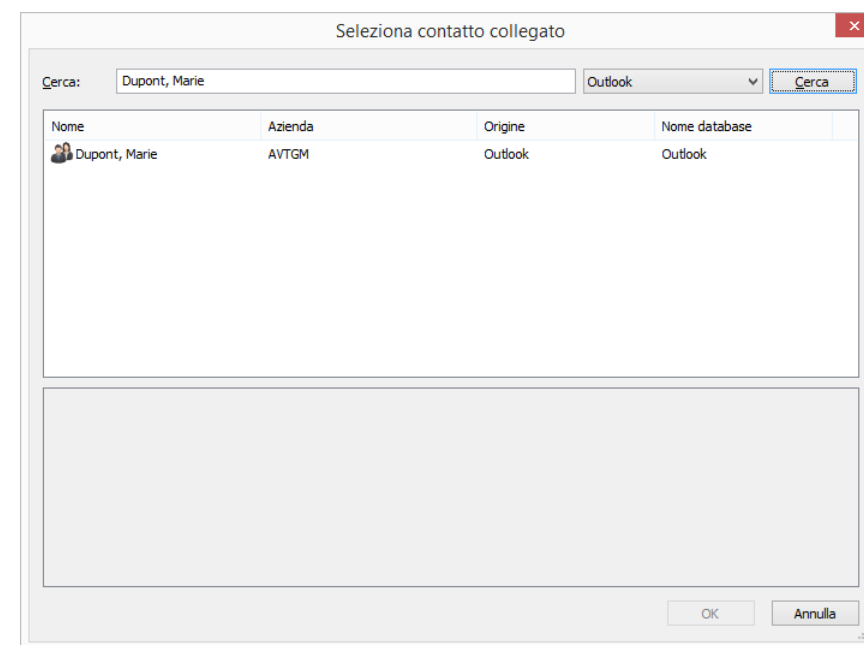 Seleziona contatto collegato
Cerca: Dupont, Marie Outlook Cerca
Nome Azienda Origine Nome database
Dupont, Marie AVTGM Outlook Outlook
OK Annulla